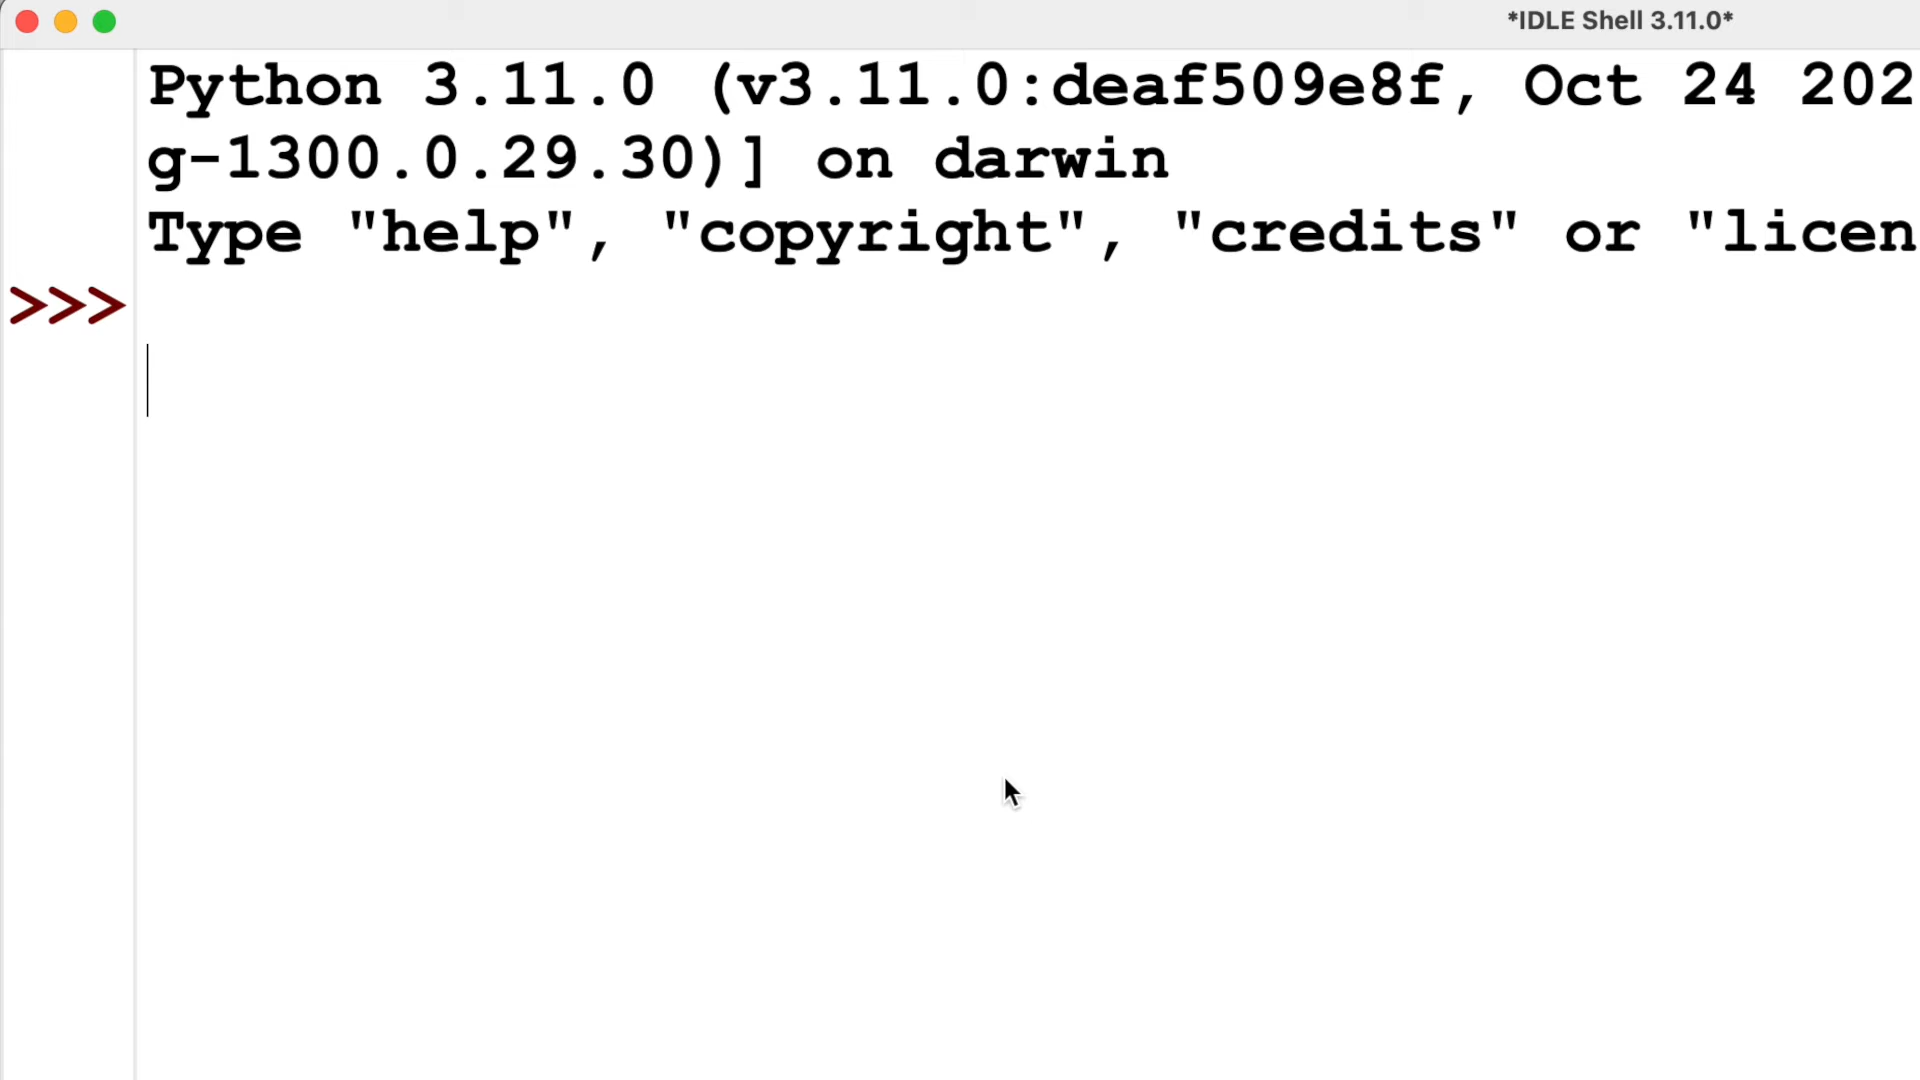 *IDLE Shell 3.11.0*
Python 3.11.0 (v3.11.0:deaf509e8f, Oct 24 202
g-1300.0.29.30)] on darwin
Type "help", "copyright", "credits" or "licen
>>>